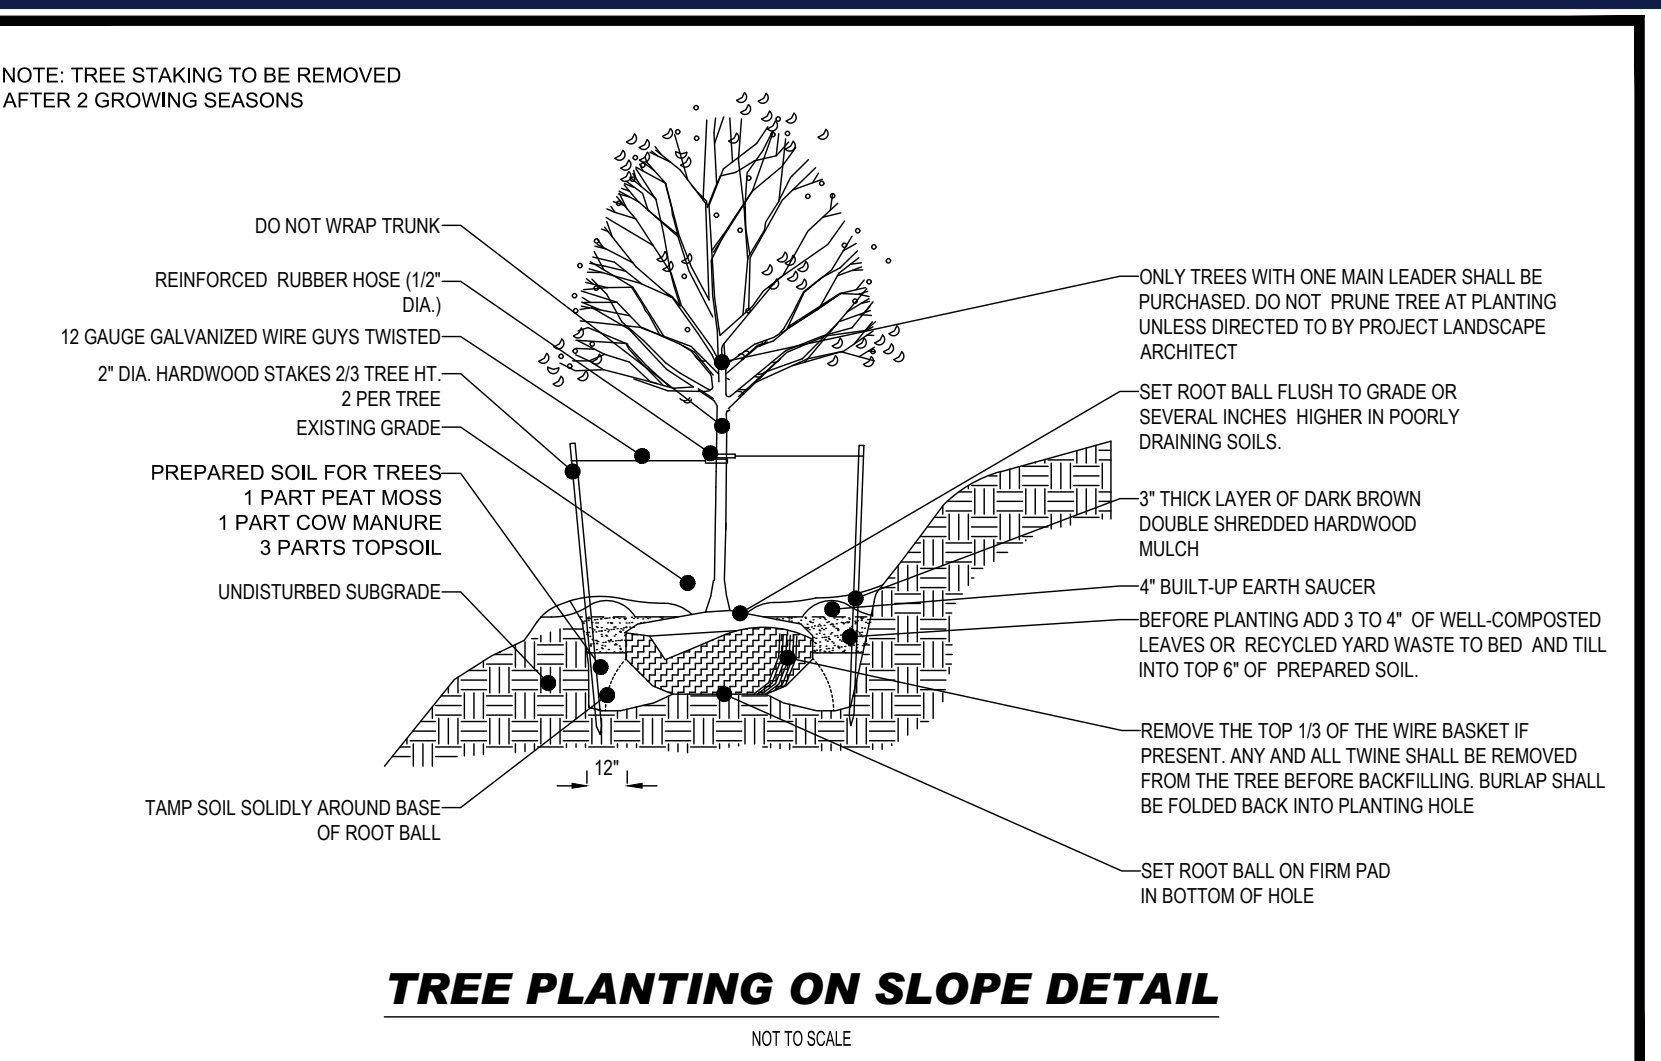 NOTE: TREE STAKING TO BE REMOVED
AFTER 2 GROWING SEASONS
DO NOT WRAP TRUNK
REINFORCED RUBBER HOSE (1/2"
DIA.)
12 GAUGE GALVANIZED WIRE GUYS TWISTED
2" DIA. HARDWOOD STAKES 2/3 TREE HT.
2 PER TREE
EXISTING GRADE
PREPARED SOIL FOR TREES
1 PART PEAT MOSS
1 PART COW MANURE
3 PARTS TOPSOIL
UNDISTURBED SUBGRADE
12"
TAMP SOIL SOLIDLY AROUND BASE
OF ROOT BALL
ONLY TREES WITH ONE MAIN LEADER SHALL BE
PURCHASED. DO NOT PRUNE TREE AT PLANTING
UNLESS DIRECTED TO BY PROJECT LANDSCAPE
ARCHITECT
SET ROOT BALL FLUSH TO GRADE OR
SEVERAL INCHES HIGHER IN POORLY
DRAINING SOILS.
3" THICK LAYER OF DARK BROWN
DOUBLE SHREDDED HARDWOOD
MULCH
4" BUILT-UP EARTH SAUCER
BEFORE PLANTING ADD 3 TO 4" OF WELL-COMPOSTED
LEAVES OR RECYCLED YARD WASTE TO BED AND TILL
INTO TOP 6" OF PREPARED SOIL.
REMOVE THE TOP 1/3 OF THE WIRE BASKET IF
PRESENT. ANY AND ALL TWINE SHALL BE REMOVED
FROM THE TREE BEFORE BACKFILLING. BURLAP SHALL
BE FOLDED BACK INTO PLANTING HOLE
SET ROOT BALL ON FIRM PAD
IN BOTTOM OF HOLE
TREE PLANTING ON SLOPE DETAIL
NOT TO SCALE